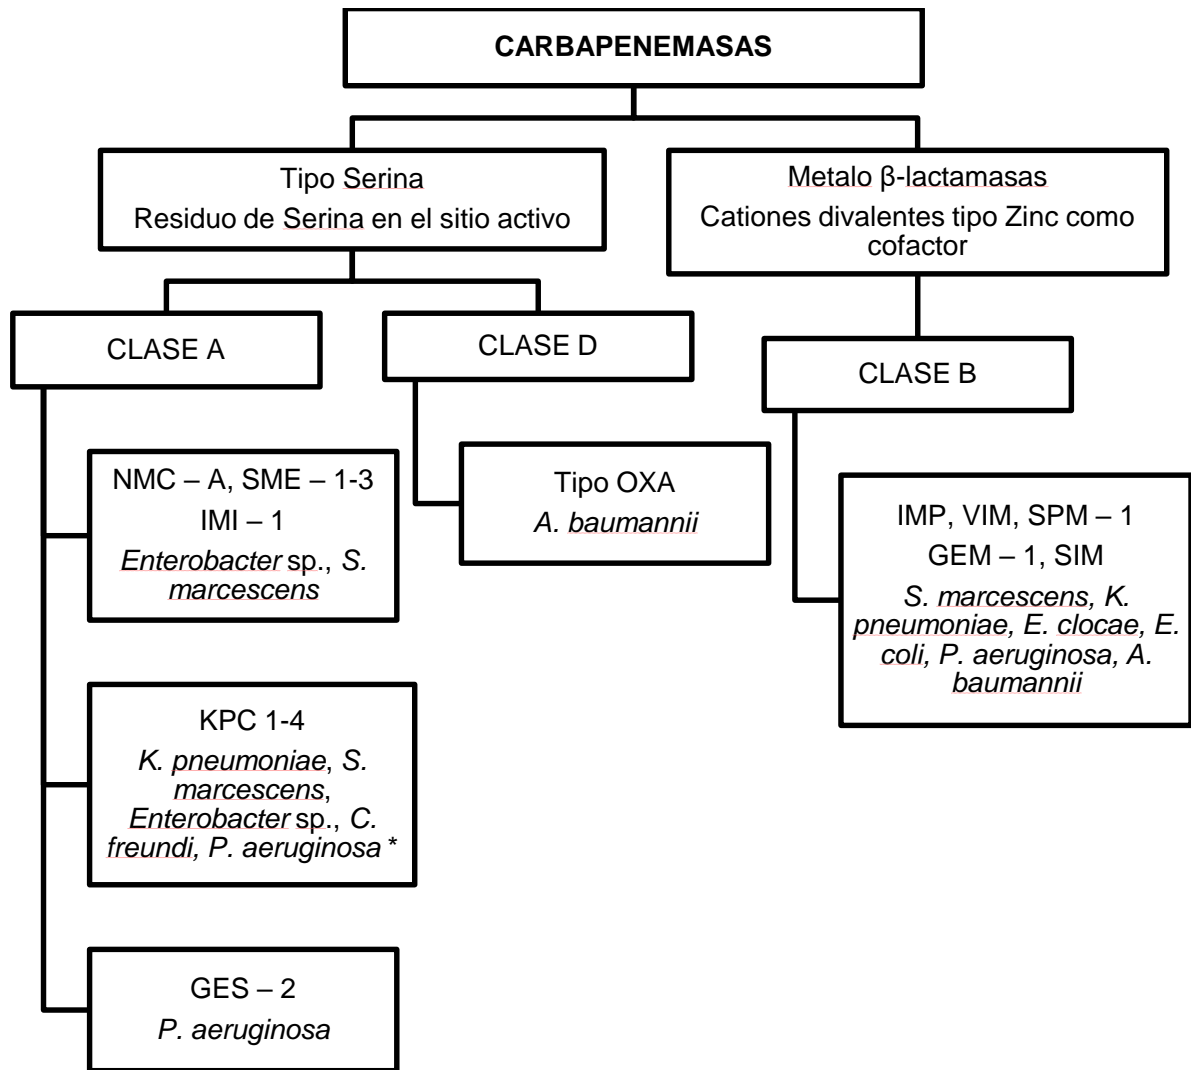 CARBAPENEMASAS
Tipo Serina
Residuo de Serina en el sitio activo
Metalo β-lactamasas
Cationes divalentes tipo Zinc como
cofactor
CLASE A
CLASE D
CLASE B
NMC – A, SME – 1-3
IMI – 1
Enterobacter sp., S.
marcescens
Tipo OXA
A. baumannii
IMP, VIM, SPM – 1
GEM – 1, SIM
S. marcescens, K.
pneumoniae, E. clocae, E.
coli, P. aeruginosa, A.
baumannii
KPC 1-4
K. pneumoniae, S.
marcescens,
Enterobacter sp., C.
freundi, P. aeruginosa *
GES – 2
P. aeruginosa